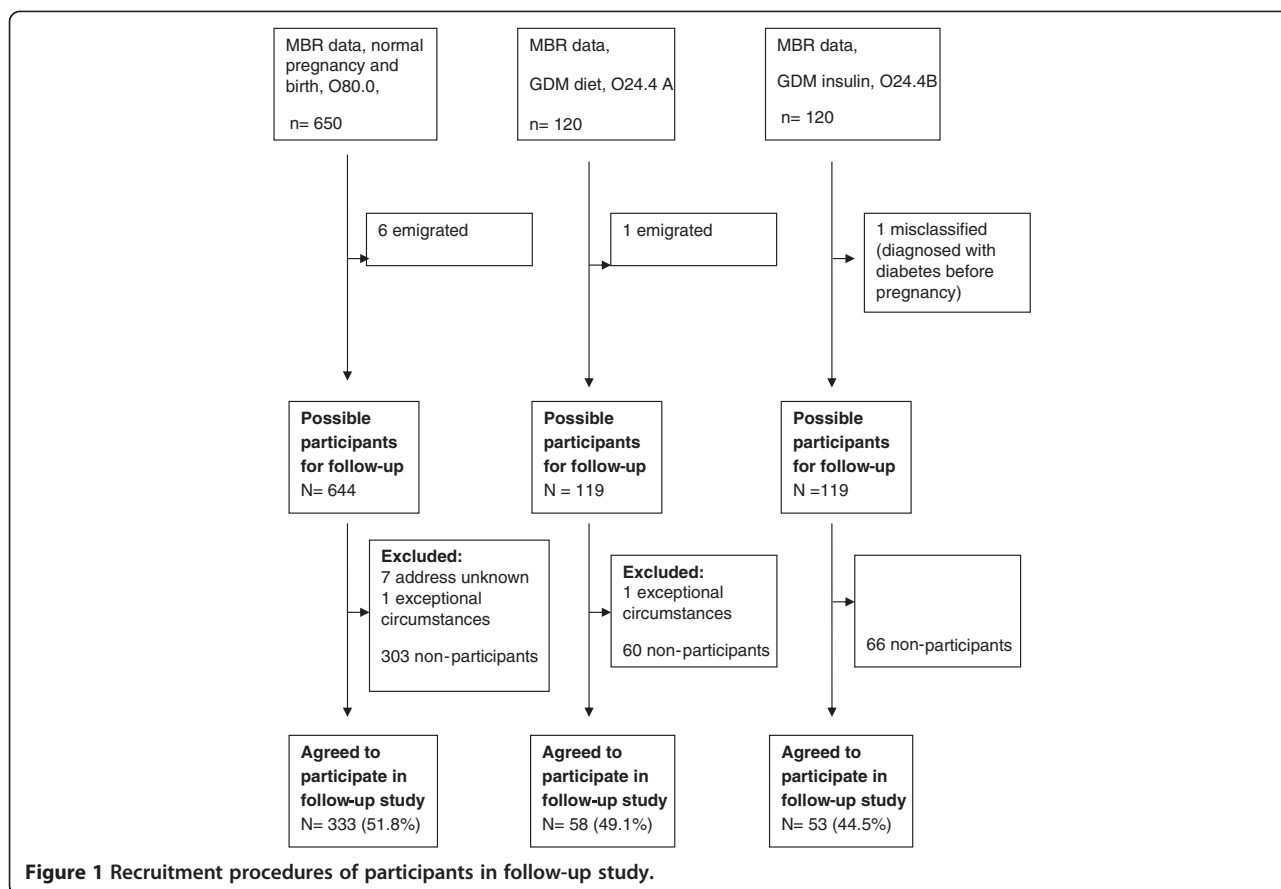 MBR data, normal
pregnancy and
birth, O80.0,
n= 650
MBR data,
GDM diet, O24.4 A
n= 120
MBR data,
GDM insulin, O24.4B
n= 120
6 emigrated
1 emigrated
1 misclassified
(diagnosed with
diabetes before
pregnancy)
Possible
participants
for follow-up
N= 644
Possible
participants
for follow-up
N = 119
Possible
participants
for follow-up
N =119
Excluded:
7 address unknown
1 exceptional
circumstances
303 non-participants
Excluded:
1 exceptional
circumstances
60 non-participants
66 non-participants
Agreed to
participate in
follow-up study
N= 333 (51.8%)
Agreed to
participate in
follow-up study
N= 58 (49.1%)
Agreed to
participate in
follow-up study
N= 53 (44.5%)
Figure 1 Recruitment procedures of participants in follow-up study.